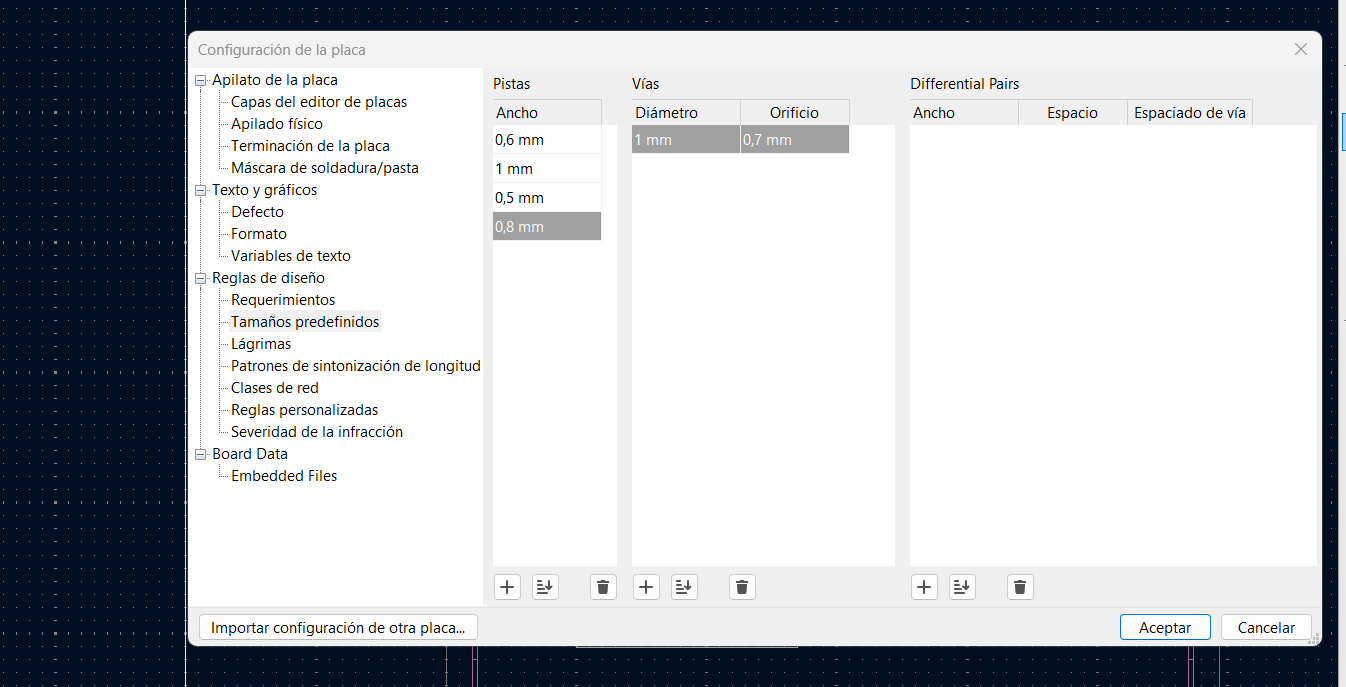 Configuración de la placa
Apilato de la placa
Capas del editor de placas
Apilado físico
Terminación de la placa
Máscara de soldadura/pasta
Texto y gráficos
Defecto
Formato
Variables de texto
Reglas de diseño
Requerimientos
Tamaños predefinidos
Lágrimas
Patrones de sintonización de longitud
Clases de red
Reglas personalizadas
Severidad de la infracción
Board Data
Embedded Files
Pistas
Ancho
0,6 mm
1 mm
0,5 mm
0,8 mm
Vías
Diámetro Orificio
1 mm 0,7 mm
Differential Pairs
Ancho Espacio Espaciado de vía
Importar configuración de otra placa...
Aceptar Cancelar